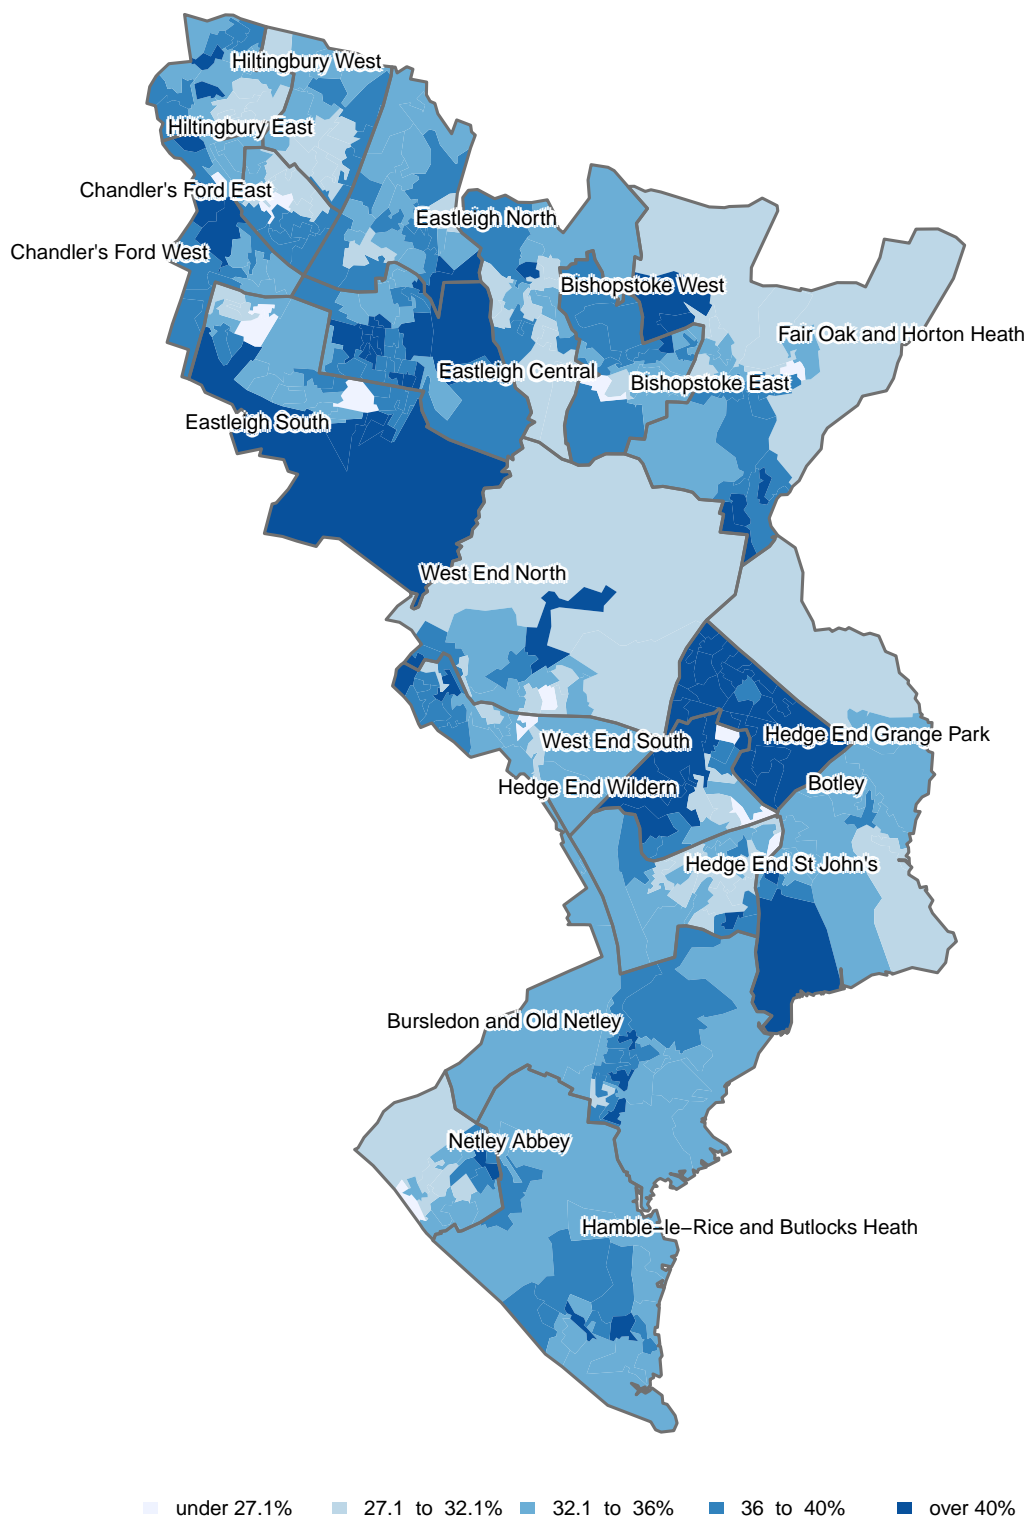 Hiltingbury West
Hiltingbury East
Chandler's Ford East
Eastleigh North
Chandler's Ford West
Bishopstoke West
Fair Oak and Horton Heath
Eastleigh Central
Bishopstoke East
Eastleigh South
West End North
Hedge End Grange Park
West End South
Botley
Hedge End Wildern
Hedge End St John's
Bursledon and Old Netley
Netley Abbey
Hamble−le−Rice and Butlocks Heath
under 27.1% 27.1 to 32.1% 32.1 to 36% 36 to 40% over 40%